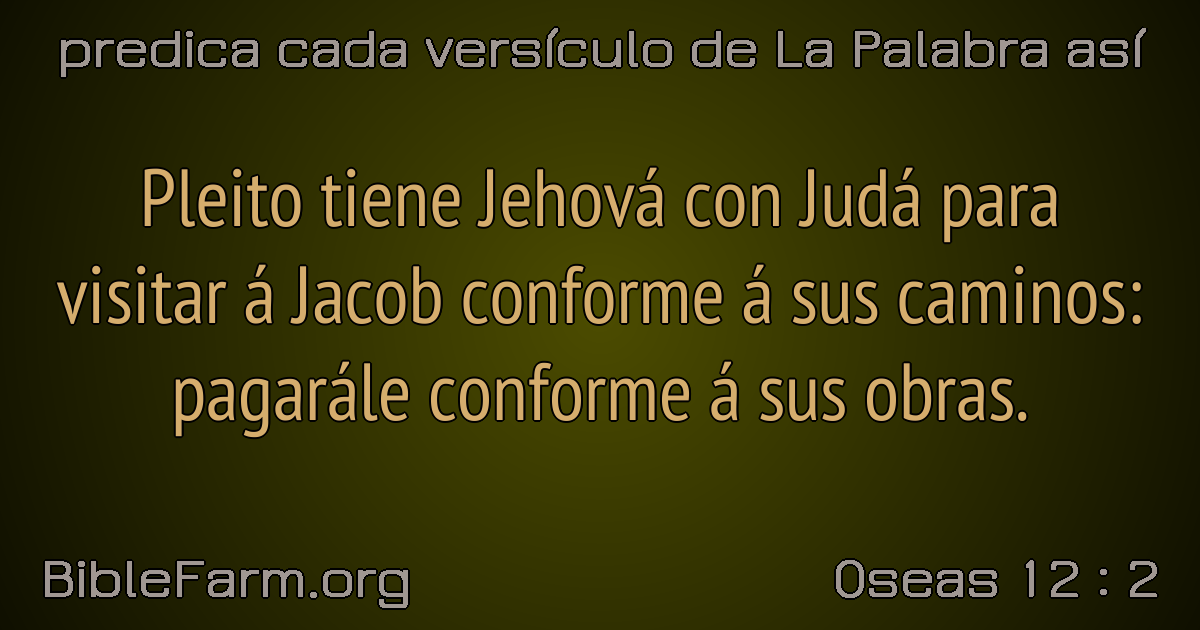 predica cada versículo de La Palabra así
Pleito tiene Jehová con Judá para
visitar á Jacob conforme á sus caminos:
pagarále conforme á sus obras.
BibleFarm.org
Oseas 12 : 2